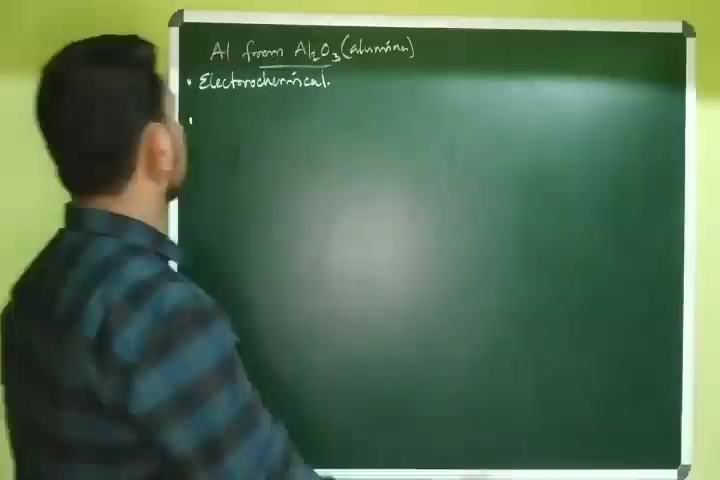 Al from Al₂O₃ (alumina)
• Electrochemical.
•